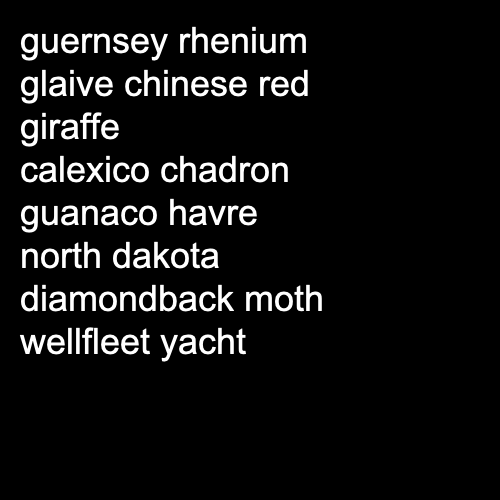 guernsey rhenium
glaive chinese red
giraffe
calexico chadron
guanaco havre
north dakota
diamondback moth
wellfleet yacht